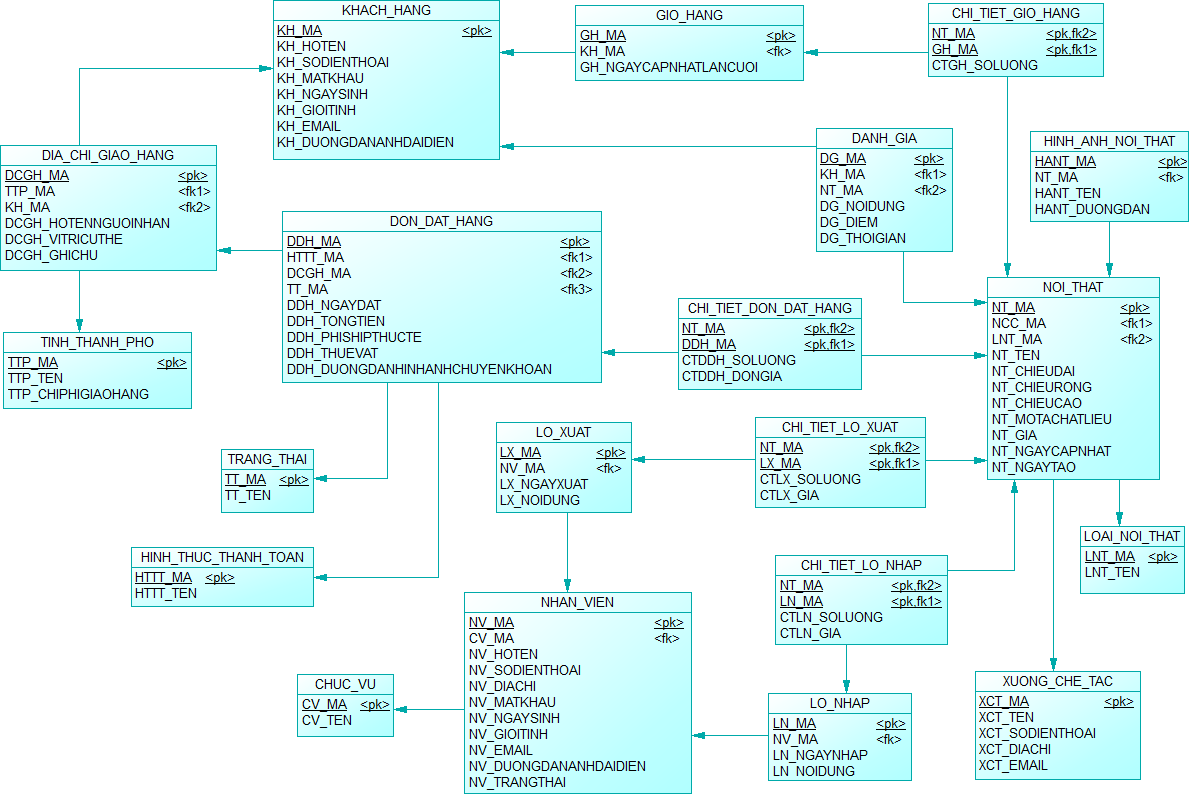 KHACH_HANG
KH_MA <pk>
KH_HOTEN
KH_SODIENTHOAI
KH_MATKHAU
KH_NGAYSINH
KH_GIOITINH
KH_EMAIL
KH_DUONGDANANHDAIDIEN
GIO_HANG
GH_MA <pk>
KH_MA <fk>
GH_NGAYCAPNHATLANCUOI
CHI_TIET_GIO_HANG
NT_MA <pk,fk2>
GH_MA <pk,fk1>
CTGH_SOLUONG
DIA_CHI_GIAO_HANG
DCGH_MA <pk>
TTP_MA <fk1>
KH_MA <fk2>
DCGH_HOTENNGUOINHAN
DCGH_VITRICUTHE
DCGH_GHICHU
DANH_GIA
DG_MA <pk>
KH_MA <fk1>
NT_MA <fk2>
DG_NOIDUNG
DG_DIEM
DG_THOIGIAN
HINH_ANH_NOI_THAT
HANT_MA <pk>
NT_MA <fk>
HANT_TEN
HANT_DUONGDAN
DON_DAT_HANG
DDH_MA <pk>
HTTT_MA <fk1>
DCGH_MA <fk2>
TT_MA <fk3>
DDH_NGAYDAT
DDH_TONGTIEN
DDH_PHISHIPTHUCTE
DDH_THUEVAT
DDH_DUONGDANHINHANHCHUYENKHOAN
CHI_TIET_DON_DAT_HANG
NT_MA <pk,fk2>
DDH_MA <pk,fk1>
CTDDH_SOLUONG
CTDDH_DONGIA
NOI_THAT
NT_MA <pk>
NCC_MA <fk1>
LNT_MA <fk2>
NT_TEN
NT_CHIEUDAI
NT_CHIEURONG
NT_CHIEUCAO
NT_MOTACHATLIEU
NT_GIA
NT_NGAYCAPNHAT
NT_NGAYTAO
TINH_THANH_PHO
TTP_MA <pk>
TTP_TEN
TTP_CHIPHIGIAOHANG
TRANG_THAI
TT_MA <pk>
TT_TEN
LO_XUAT
LX_MA <pk>
NV_MA <fk>
LX_NGAYXUAT
LX_NOIDUNG
CHI_TIET_LO_XUAT
NT_MA <pk,fk2>
LX_MA <pk,fk1>
CTLX_SOLUONG
CTLX_GIA
HINH_THUC_THANH_TOAN
HTTT_MA <pk>
HTTT_TEN
LOAI_NOI_THAT
LNT_MA <pk>
LNT_TEN
CHI_TIET_LO_NHAP
NT_MA <pk,fk2>
LN_MA <pk,fk1>
CTLN_SOLUONG
CTLN_GIA
NHAN_VIEN
NV_MA <pk>
CV_MA <fk>
NV_HOTEN
NV_SODIENTHOAI
NV_DIACHI
NV_MATKHAU
NV_NGAYSINH
NV_GIOITINH
NV_EMAIL
NV_DUONGDANANHDAIDIEN
NV_TRANGTHAI
CHUC_VU
CV_MA <pk>
CV_TEN
LO_NHAP
LN_MA <pk>
NV_MA <fk>
LN_NGAYNHAP
LN_NOIDUNG
XUONG_CHE_TAC
XCT_MA <pk>
XCT_TEN
XCT_SODIENTHOAI
XCT_DIACHI
XCT_EMAIL